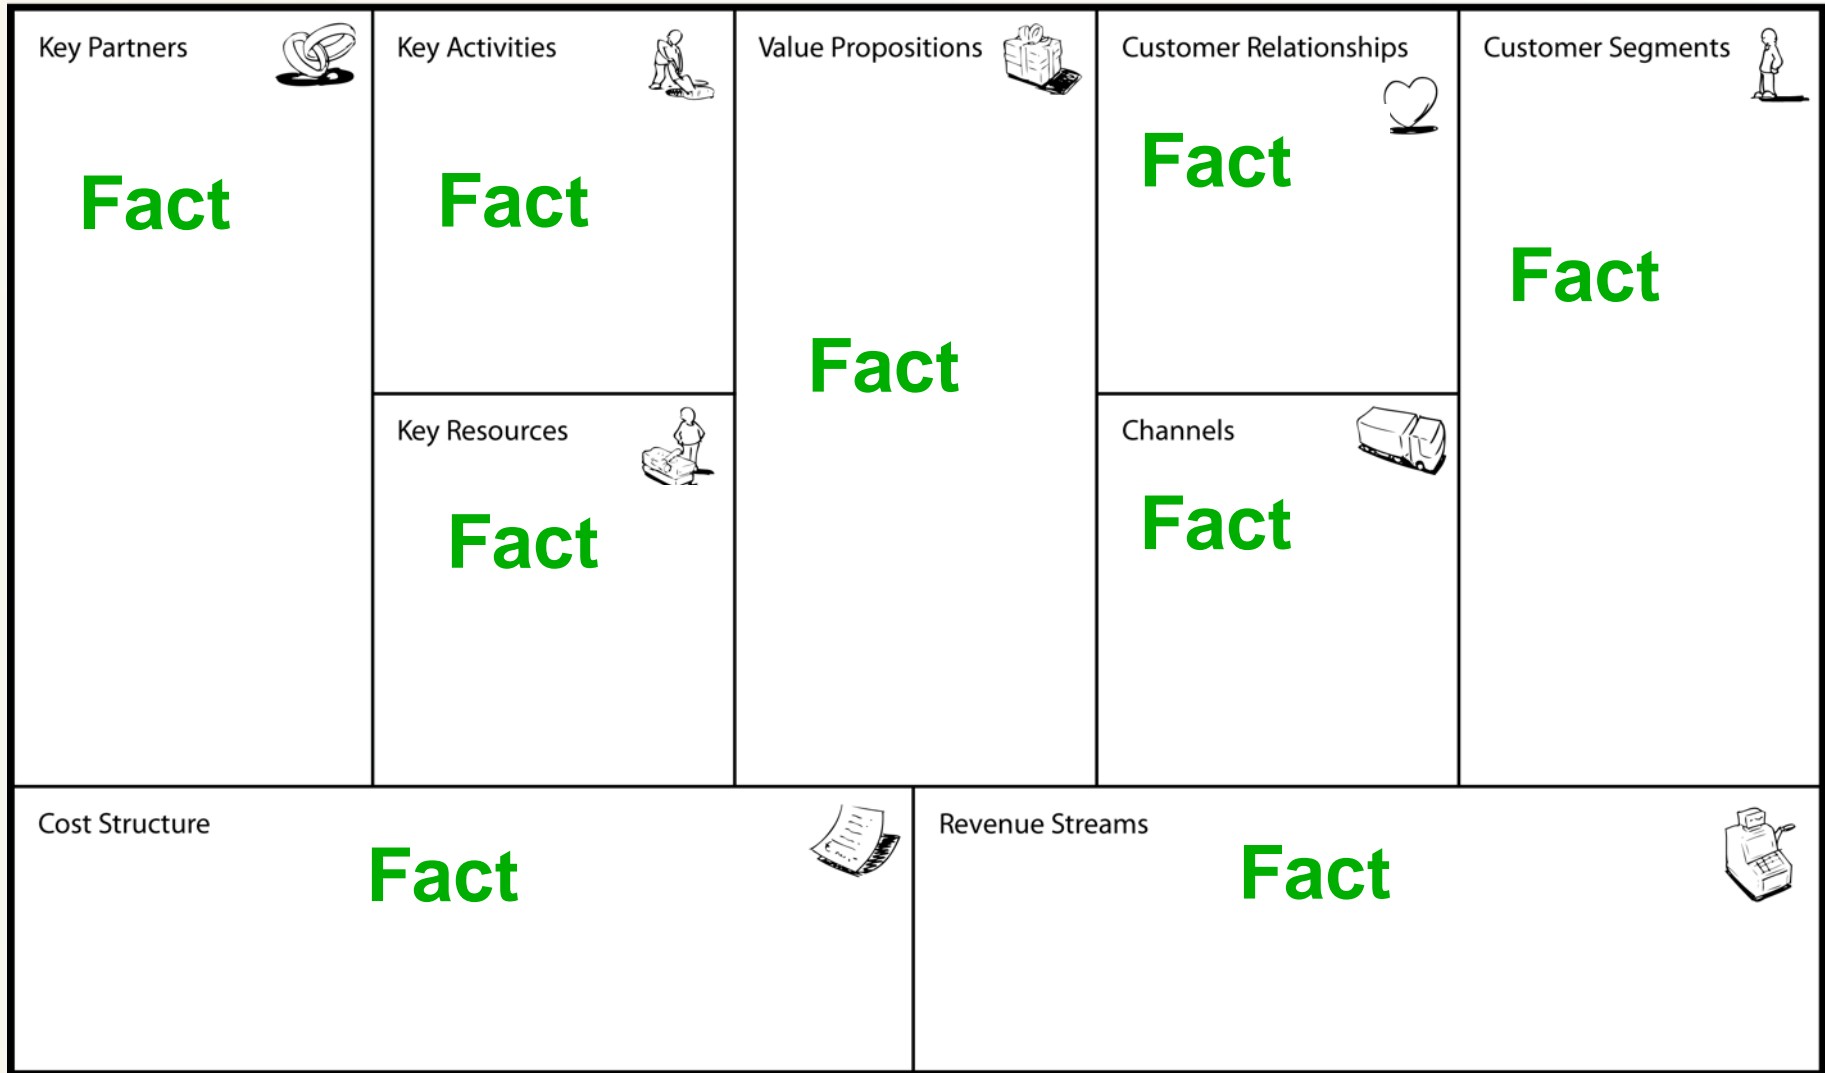 Key Partners
Fact
Key Activities
Fact
Key Resources
Fact
Value Propositions
Fact
Customer Relationships
Fact
Channels
Fact
Customer Segments
Fact
Cost Structure
Fact
Revenue Streams
Fact